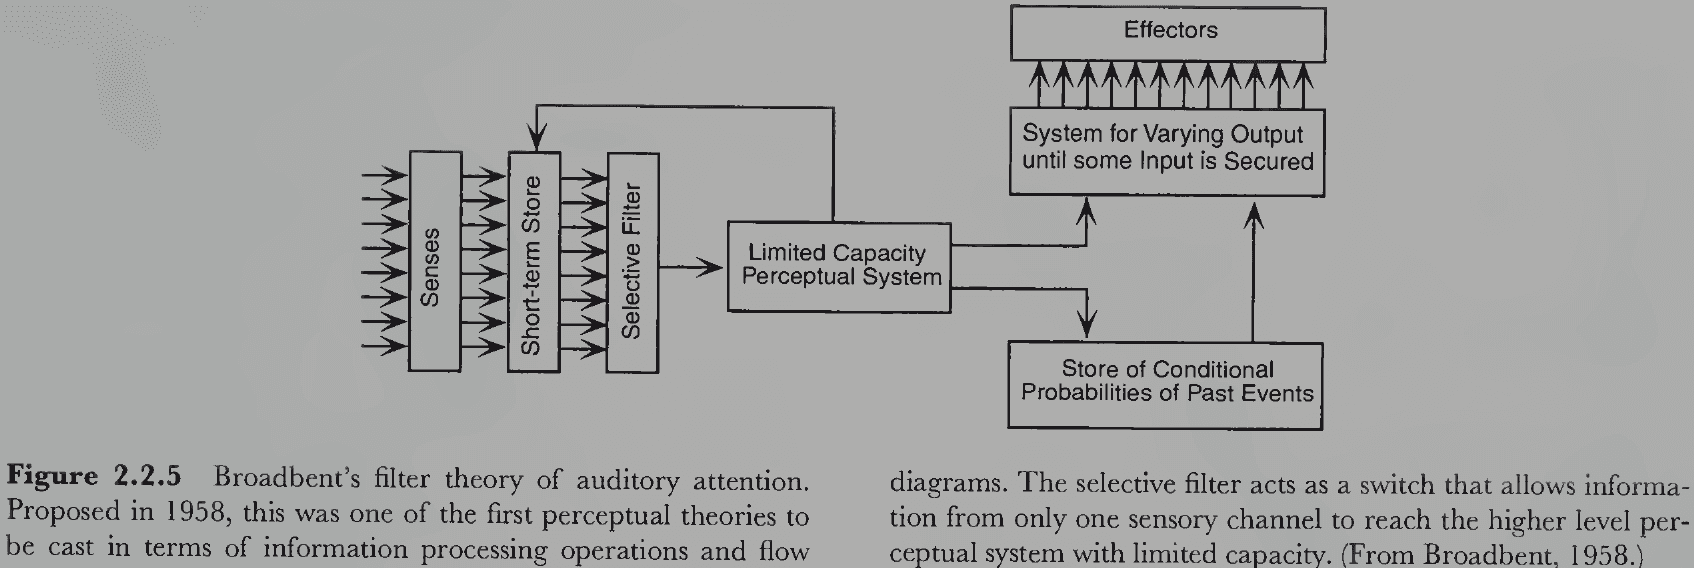 Effectors
System for Varying Output
until some Input is Secured
Senses
Short-term Store
Selective Filter
Limited Capacity
Perceptual System
Store of Conditional
Probabilities of Past Events
Figure 2.2.5 Broadbent's filter theory of auditory attention.
Proposed in 1958, this was one of the first perceptual theories to
be cast in terms of information processing operations and flow
diagrams. The selective filter acts as a switch that allows informa-
tion from only one sensory channel to reach the higher level per-
ceptual system with limited capacity. (From Broadbent, 1958.)